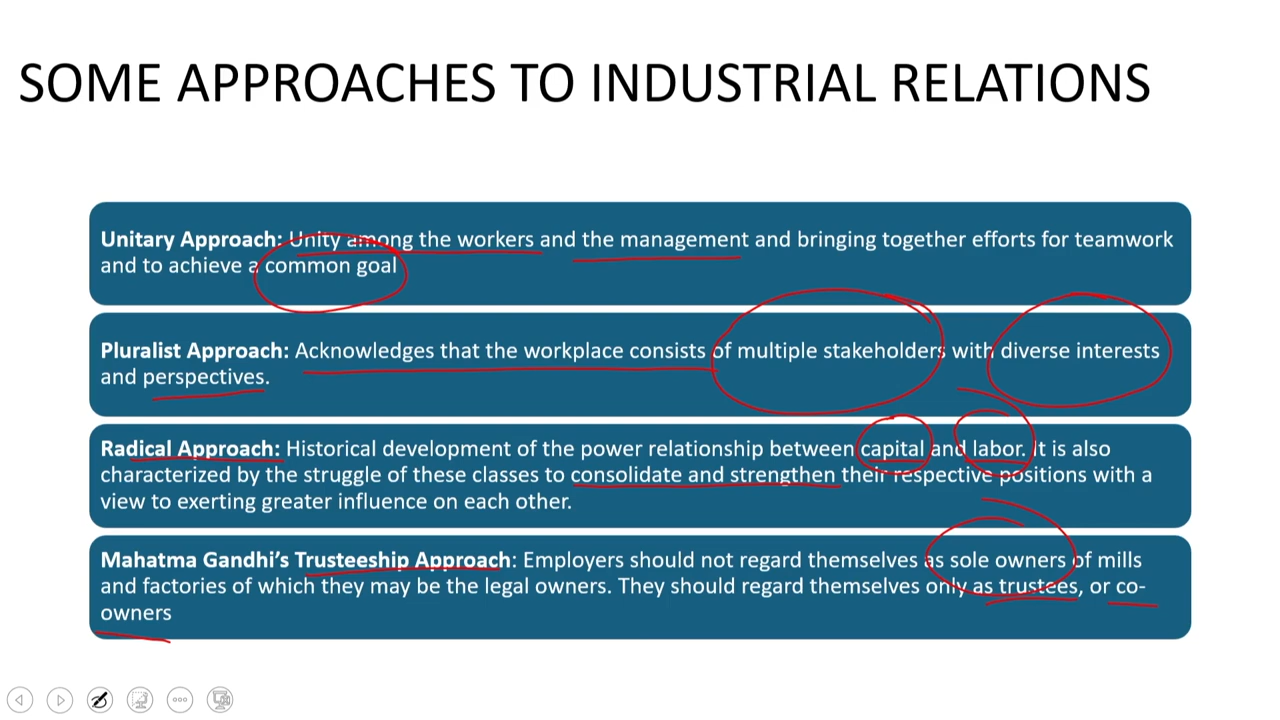 SOME APPROACHES TO INDUSTRIAL RELATIONS
Unitary Approach: Unity among the workers and the management and bringing together efforts for teamwork
and to achieve a common goal
Pluralist Approach: Acknowledges that the workplace consists of multiple stakeholders with diverse interests
and perspectives.
Radical Approach: Historical development of the power relationship between capital and labor. It is also
characterized by the struggle of these classes to consolidate and strengthen their respective positions with a
view to exerting greater influence on each other.
Mahatma Gandhi’s Trusteeship Approach: Employers should not regard themselves as sole owners of mills
and factories of which they may be the legal owners. They should regard themselves only as trustees, or co-
owners